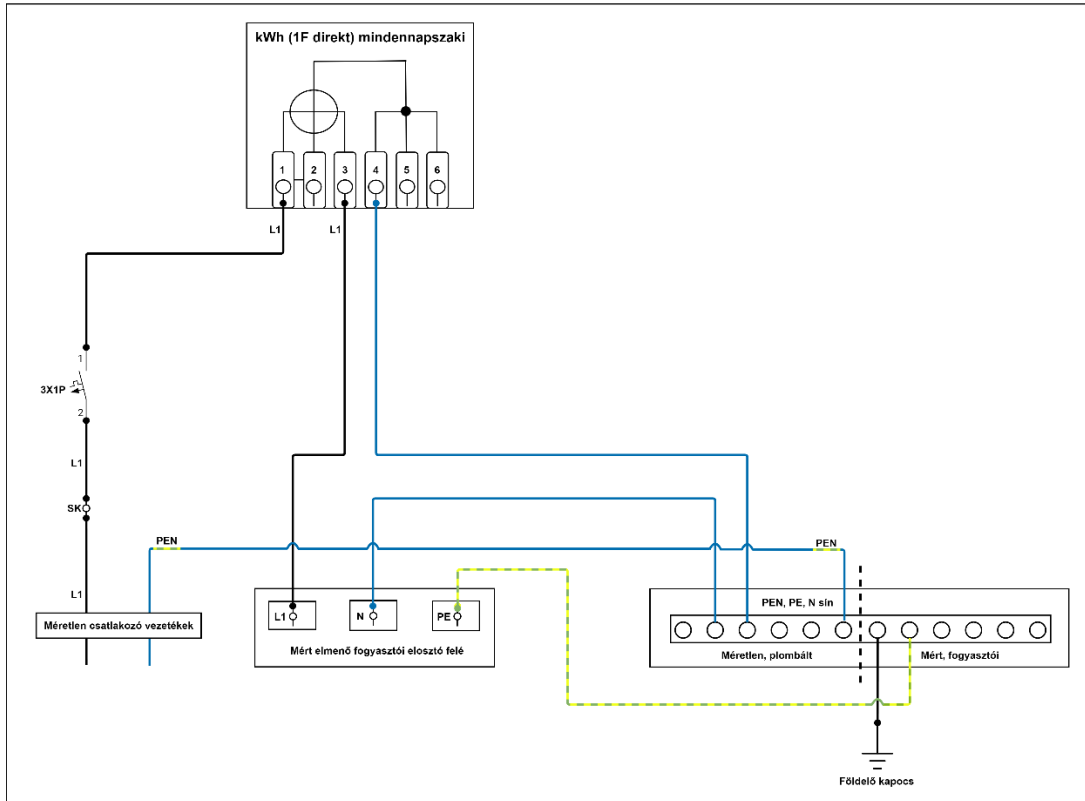 kWh (1F direkt) mindennapszaki
1 2 3 4 5 6
L1 L1
1
3X1P
2
L1
SK
PEN PEN
L1
PEN, PE, N sín
L1 N PE
Méretlen csatlakozó vezetékek
Mért elmenő fogyasztói elosztó felé
Méretlen, plombált Mért, fogyasztói
Földelő kapocs